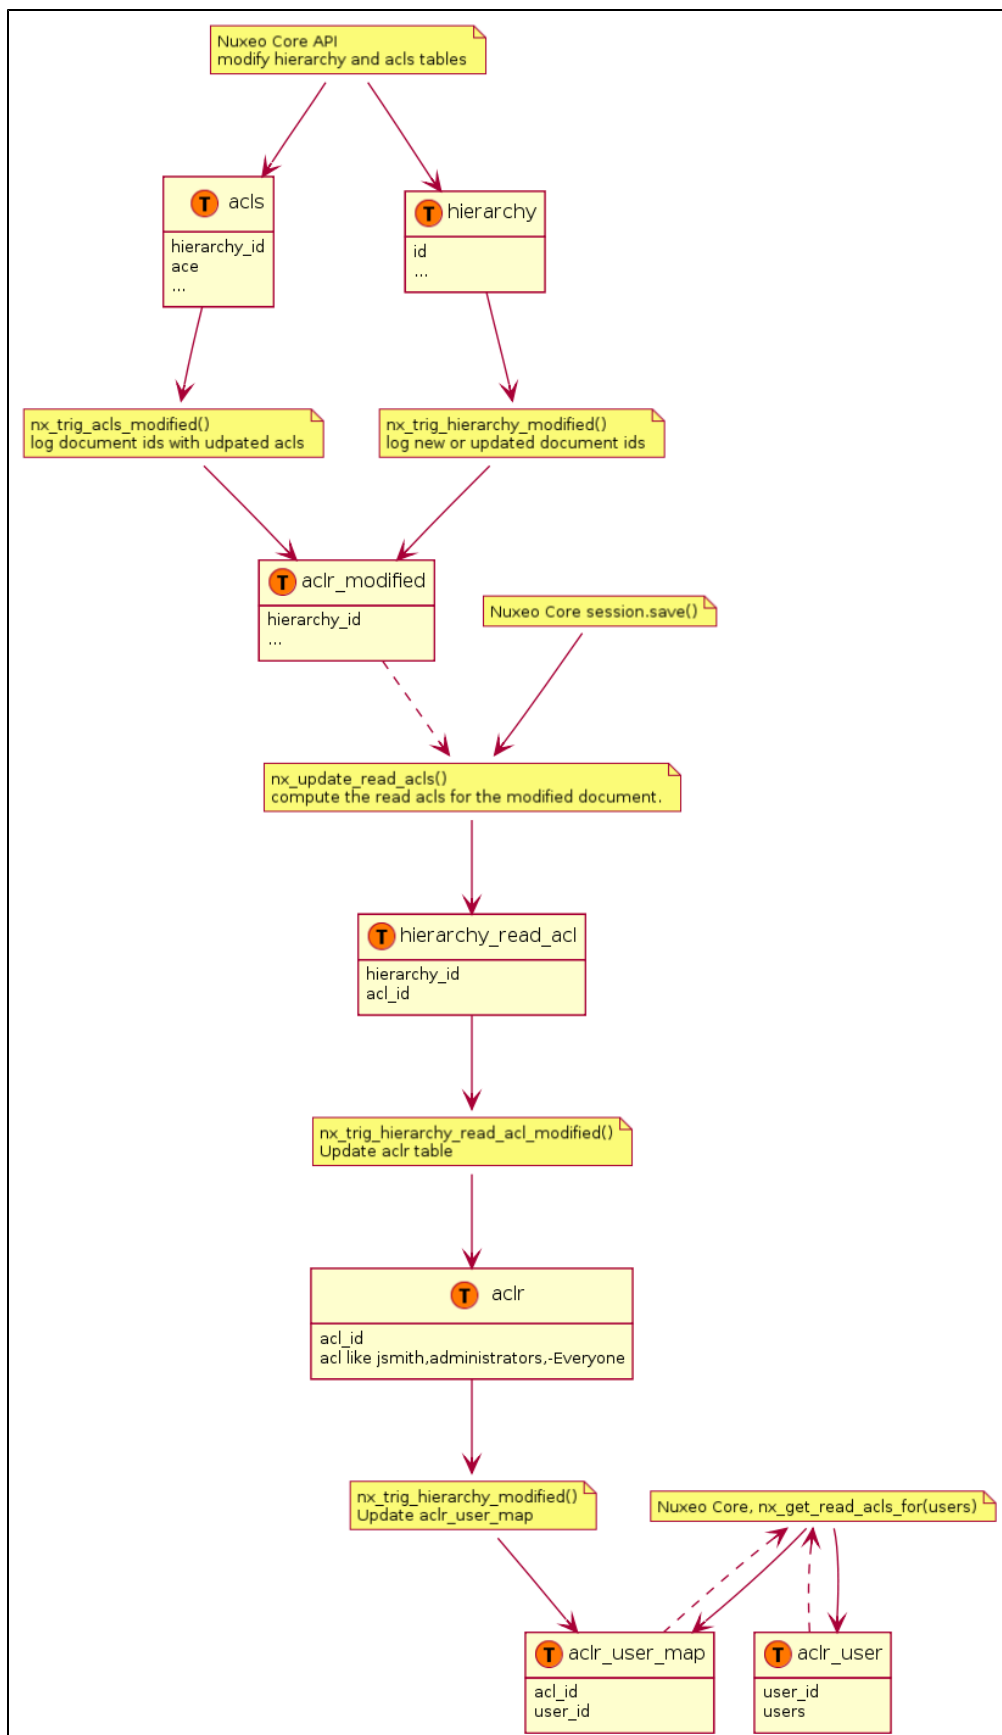 Nuxeo Core API
modify hierarchy and acls tables
T acls
hierarchy_id
ace
...
T hierarchy
id
...
nx_trig_acls_modified()
log document ids with udpated acls
nx_trig_hierarchy_modified()
log new or updated document ids
T aclr_modified
hierarchy_id
...
Nuxeo Core session.save()
nx_update_read_acls()
compute the read acls for the modified document.
T hierarchy_read_acl
hierarchy_id
acl_id
nx_trig_hierarchy_read_acl_modified()
Update aclr table
T aclr
acl_id
acl like jsmith,administrators,-Everyone
nx_trig_hierarchy_modified()
Update aclr_user_map
Nuxeo Core, nx_get_read_acls_for(users)
T aclr_user_map
acl_id
user_id
T aclr_user
user_id
users